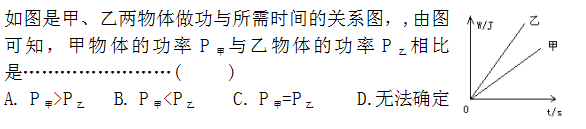 如图是甲、乙两物体做功与所需时间的关系图，,由图
可知，甲物体的功率 P甲与乙物体的功率 P乙相比
是……………………(    )
A. P甲>P乙  B. P甲<P乙  C. P甲=P乙  D.无法确定
W/J
乙
甲
0
t/s